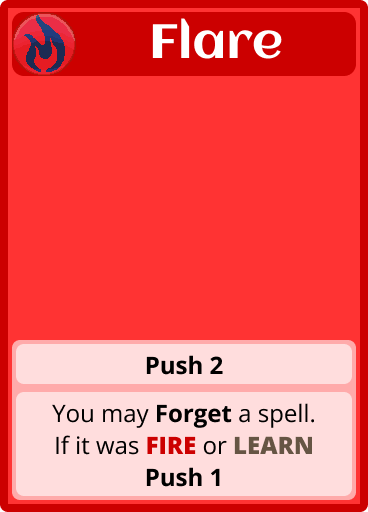 Flare
Push 2
You may Forget a spell.
If it was FIRE or LEARN
Push 1